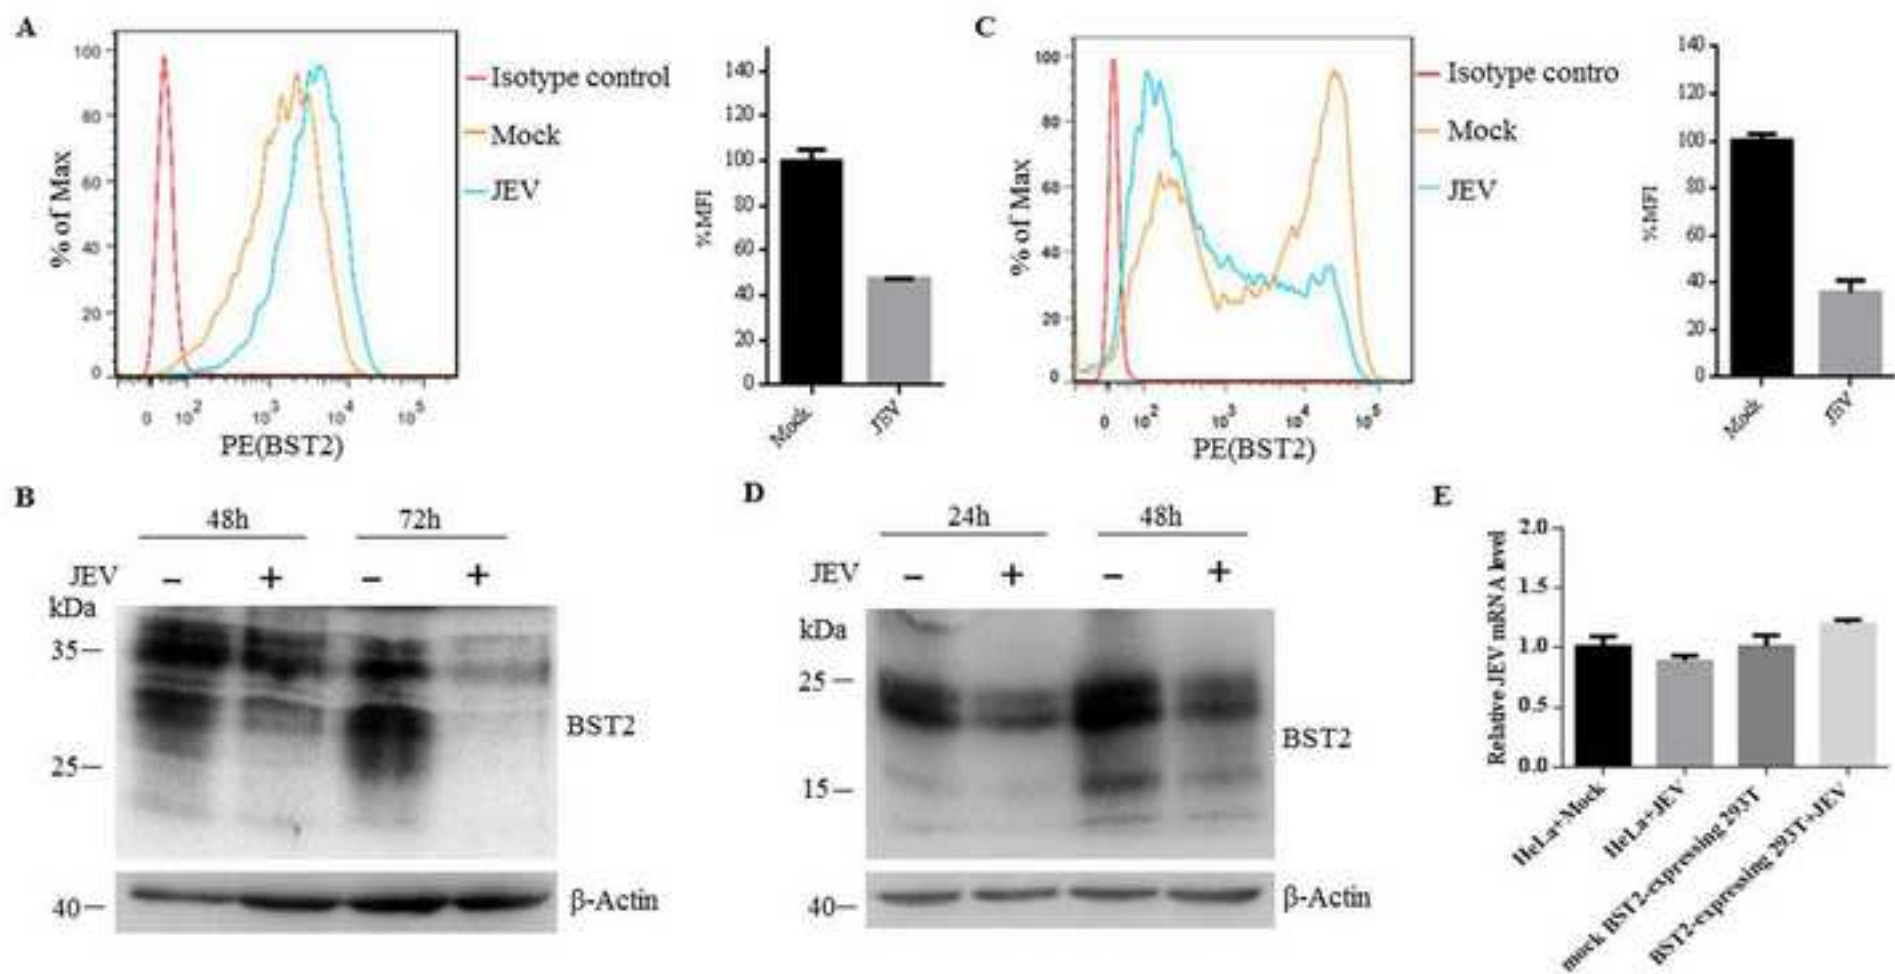 A
100
80
60
40
20
0
% of Max
0 10² 10³ 10⁴ 10⁵
PE(BST2)
Isotype control
Mock
JEV
140
120
100
80
60
40
20
0
%MFI
Mock JEV
C
100
80
60
40
20
0
% of Max
0 10² 10³ 10⁴ 10⁵
PE(BST2)
Isotype contro
Mock
JEV
140
120
100
80
60
40
20
0
%MFI
Mock JEV
B
48h 72h
JEV − + − +
kDa
35
25
BST2
40
β-Actin
D
24h 48h
JEV − + − +
kDa
25
15
BST2
40
β-Actin
E
2.0
1.5
1.0
0.5
0.0
Relative JEV mRNA level
HeLa+Mock
HeLa+JEV
mock BST2-expressing 293T
BST2-expressing 293T+JEV